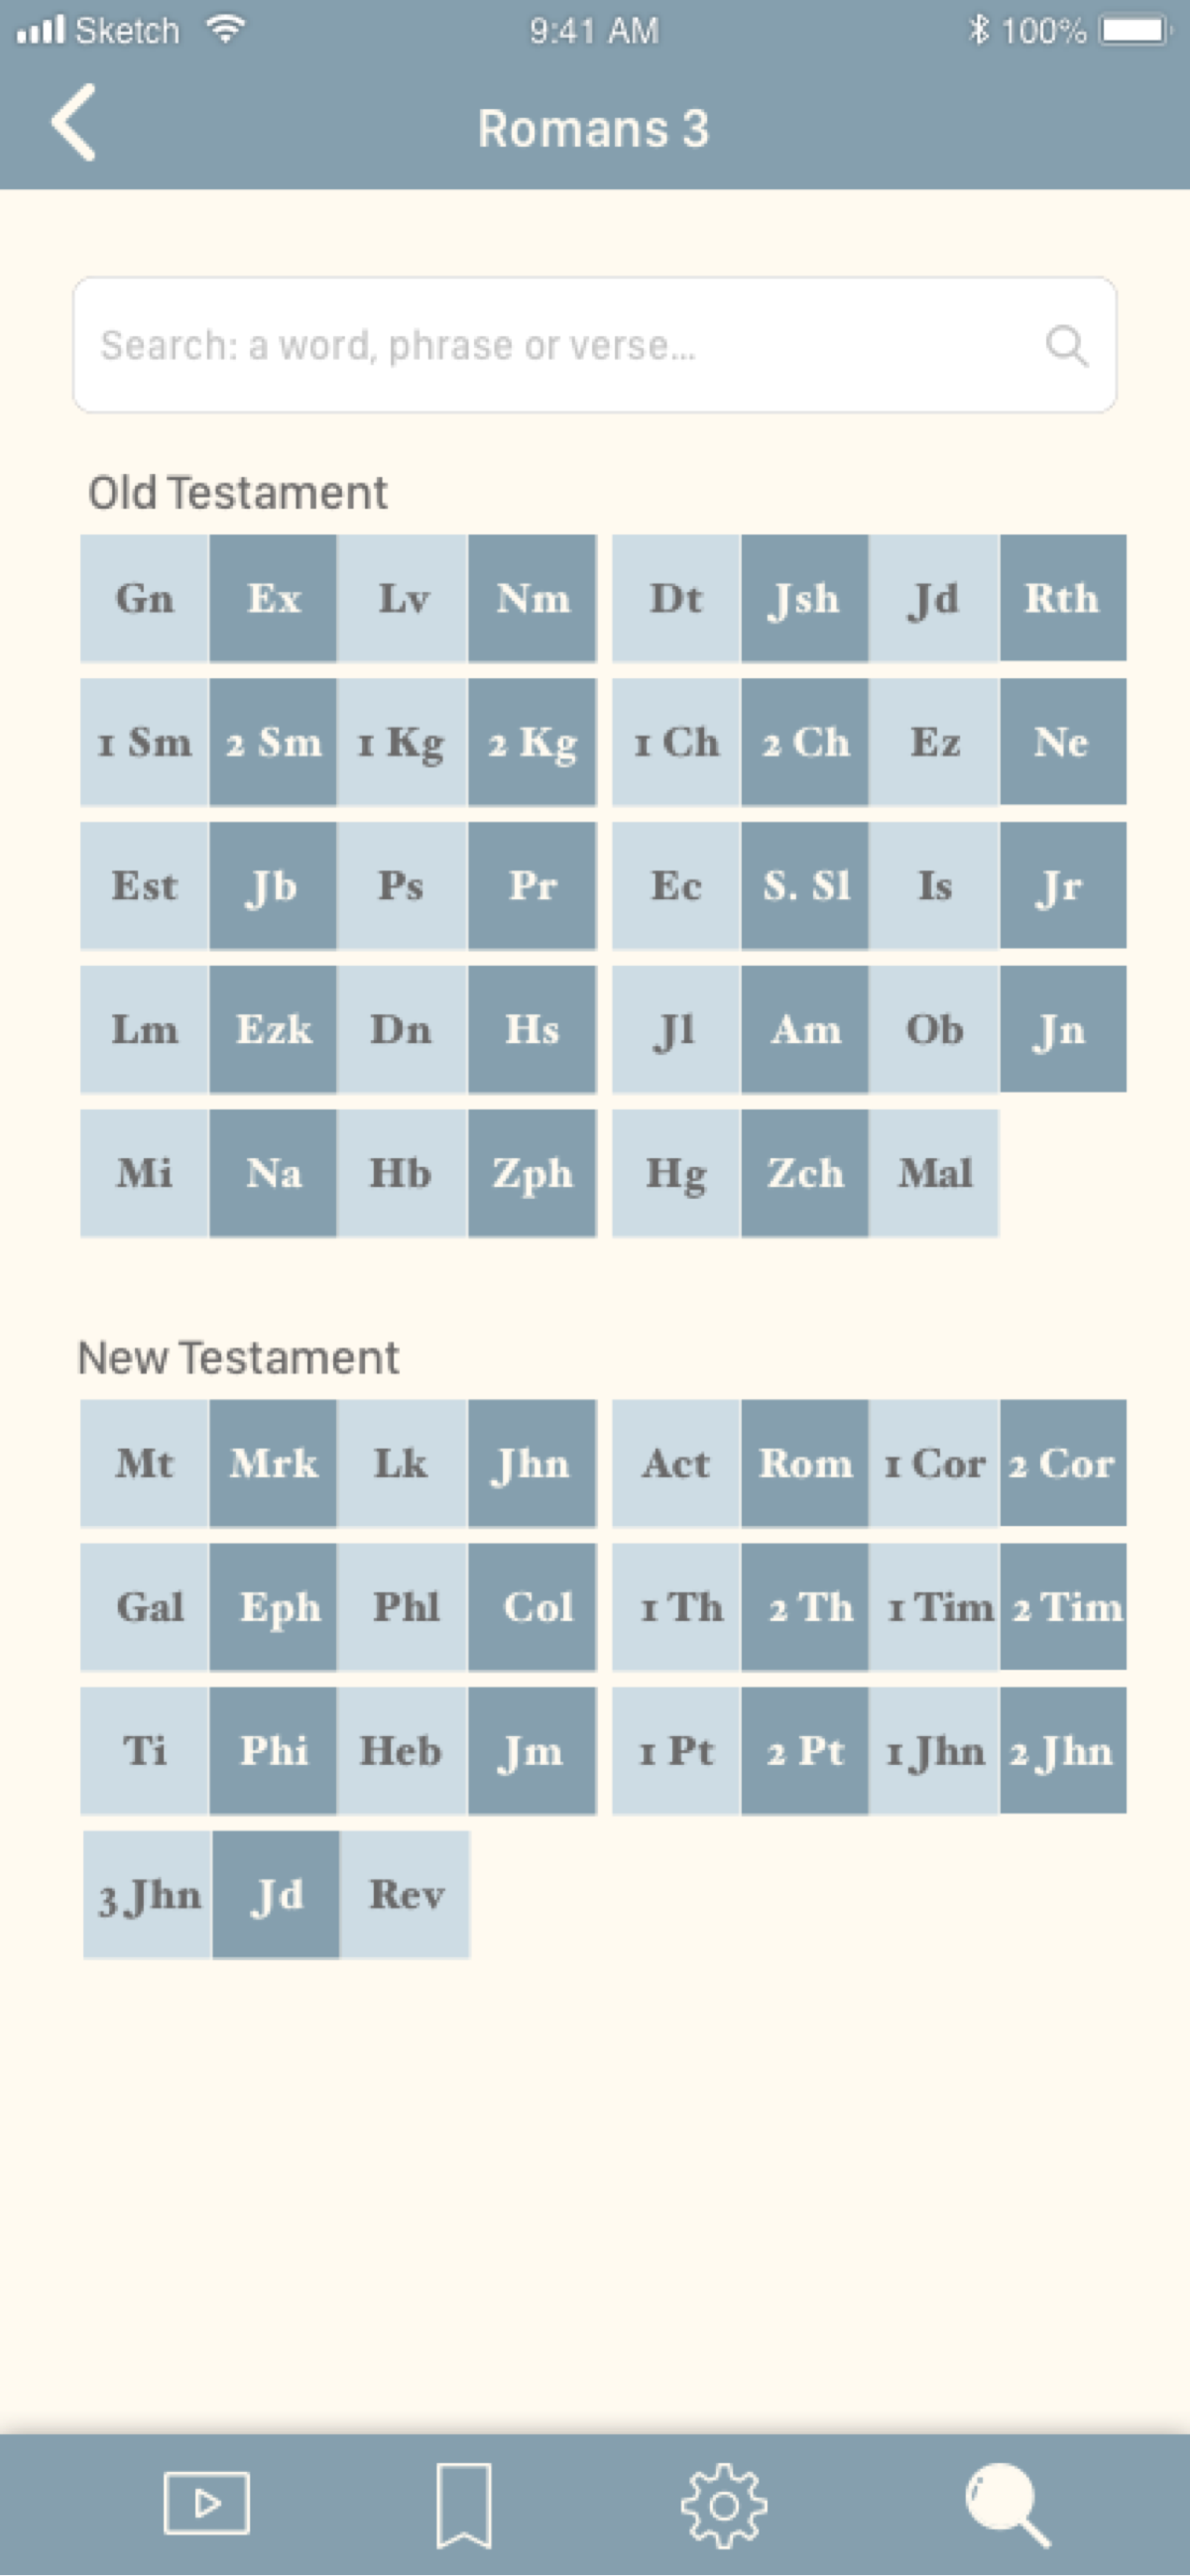 Sketch 9:41 AM 100%
Romans 3
Search: a word, phrase or verse...
Old Testament
Gn Ex Lv Nm Dt Jsh Jd Rth
1 Sm 2 Sm 1 Kg 2 Kg 1 Ch 2 Ch Ez Ne
Est Jb Ps Pr Ec S. Sl Is Jr
Lm Ezk Dn Hs Jl Am Ob Jn
Mi Na Hb Zph Hg Zch Mal
New Testament
Mt Mrk Lk Jhn Act Rom 1 Cor 2 Cor
Gal Eph Phl Col 1 Th 2 Th 1 Tim 2 Tim
Ti Phi Heb Jm 1 Pt 2 Pt 1 Jhn 2 Jhn
3 Jhn Jd Rev